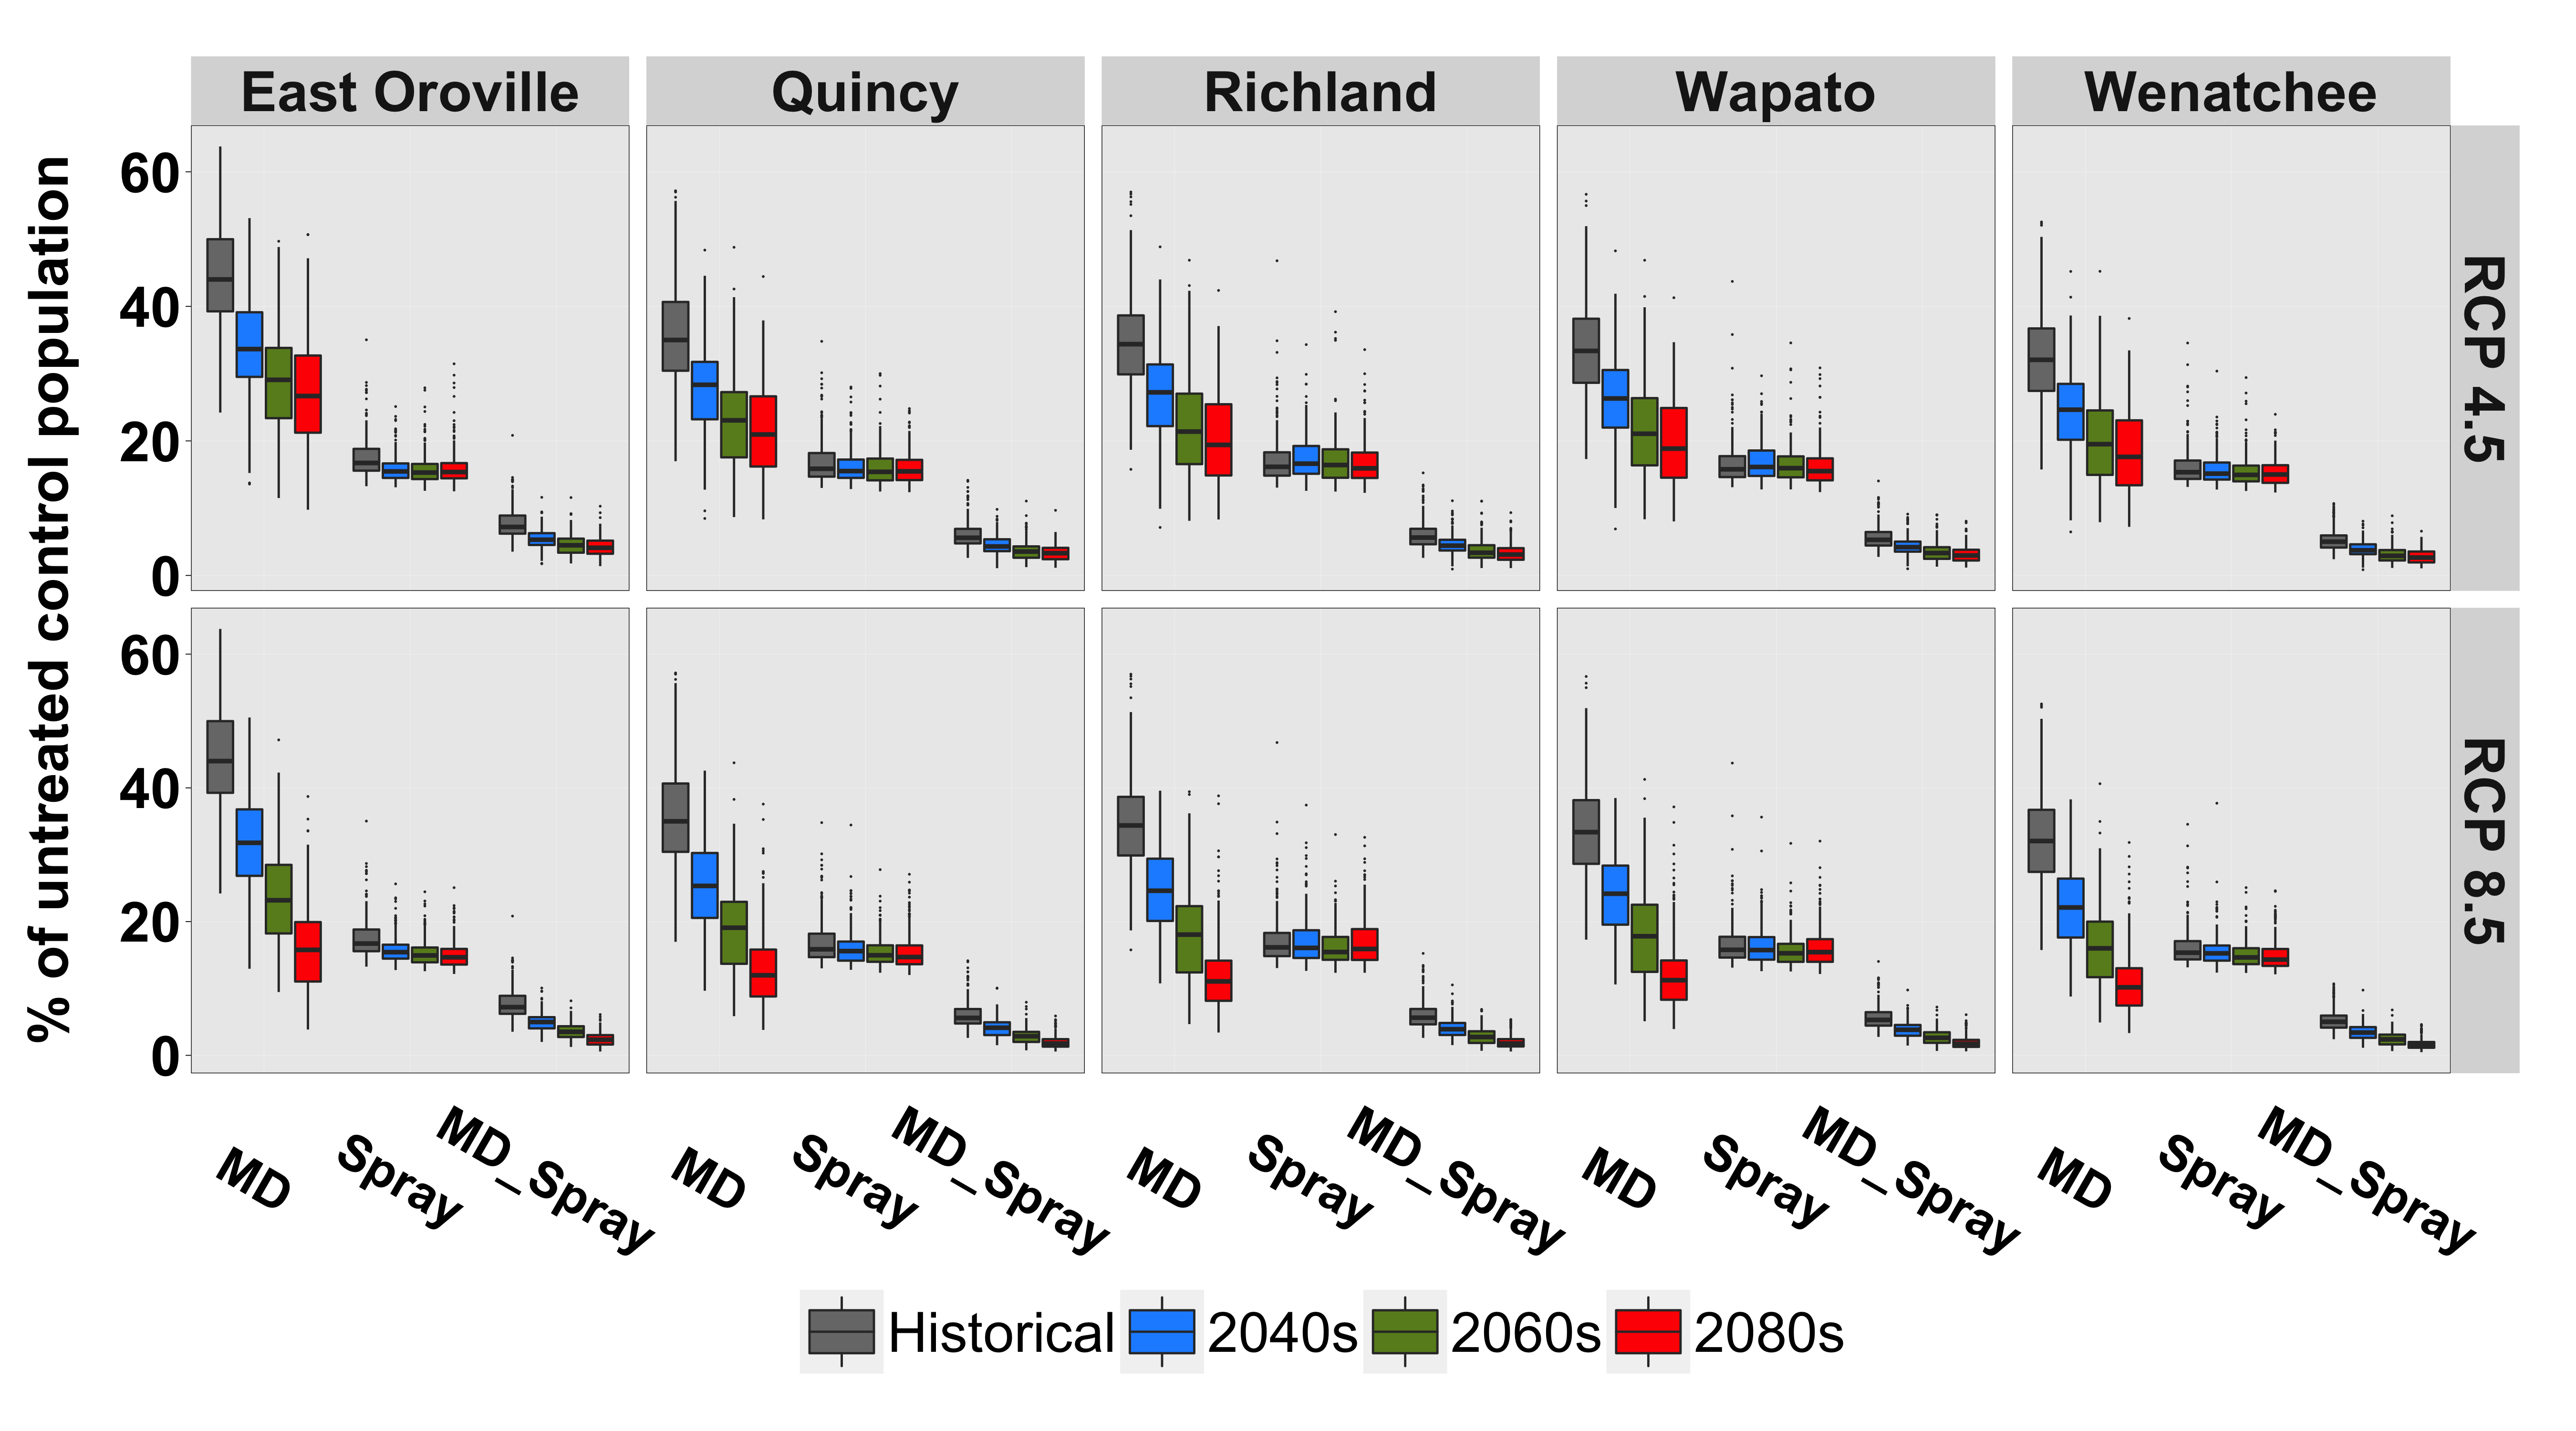 East Oroville Quincy Richland Wapato Wenatchee
% of untreated control population
60
40
20
0
RCP 4.5
60
40
20
0
RCP 8.5
MD Spray MD_Spray MD Spray MD_Spray MD Spray MD_Spray MD Spray MD_Spray MD Spray MD_Spray
Historical 2040s 2060s 2080s